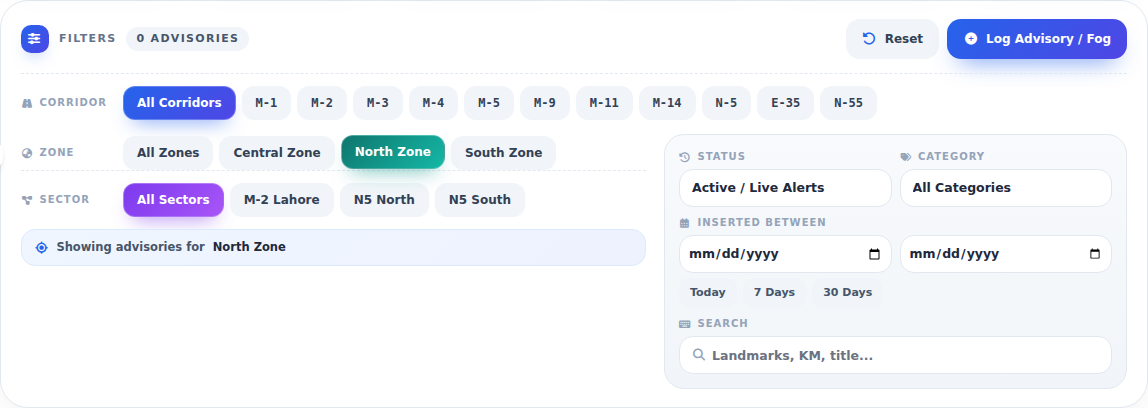 FILTERS 0 ADVISORIES Reset Log Advisory / Fog
CORRIDOR All Corridors M-1 M-2 M-3 M-4 M-5 M-9 M-11 M-14 N-5 E-35 N-55
ZONE All Zones Central Zone North Zone South Zone
SECTOR All Sectors M-2 Lahore N5 North N5 South
Showing advisories for North Zone
STATUS CATEGORY
Active / Live Alerts All Categories
INSERTED BETWEEN
mm/dd/yyyy mm/dd/yyyy
Today 7 Days 30 Days
SEARCH
Landmarks, KM, title...